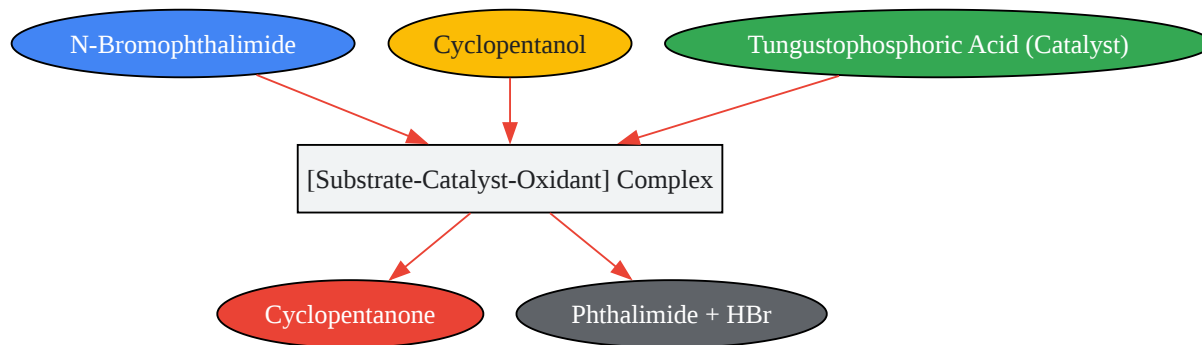 N-Bromophthalimide
Cyclopentanol
Tungustophosphoric Acid (Catalyst)
[Substrate-Catalyst-Oxidant] Complex
Cyclopentanone
Phthalimide + HBr